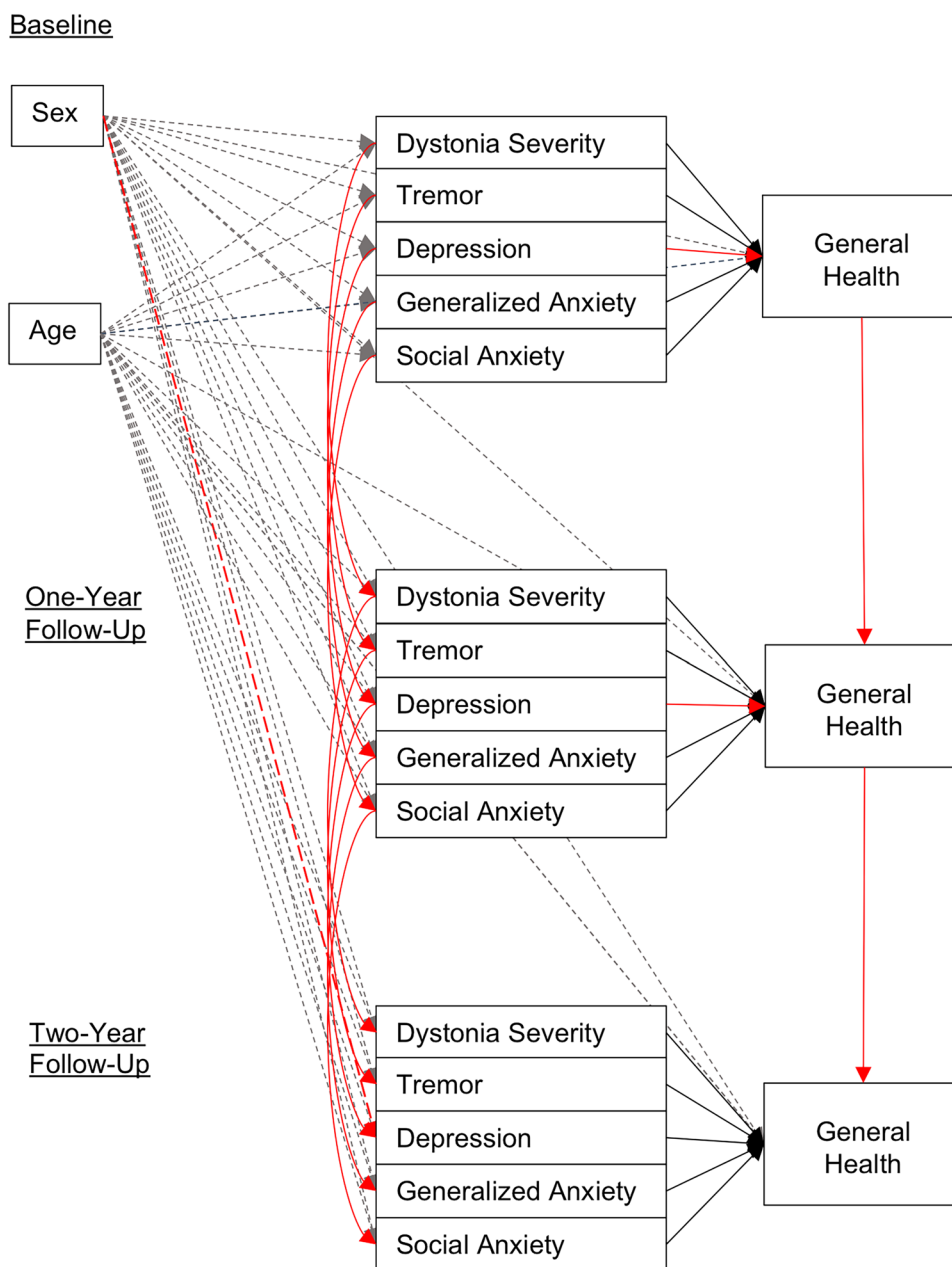 Baseline
Sex
Age
Dystonia Severity
Tremor
Depression
Generalized Anxiety
Social Anxiety
General
Health
One-Year
Follow-Up
Dystonia Severity
Tremor
Depression
Generalized Anxiety
Social Anxiety
General
Health
Two-Year
Follow-Up
Dystonia Severity
Tremor
Depression
Generalized Anxiety
Social Anxiety
General
Health